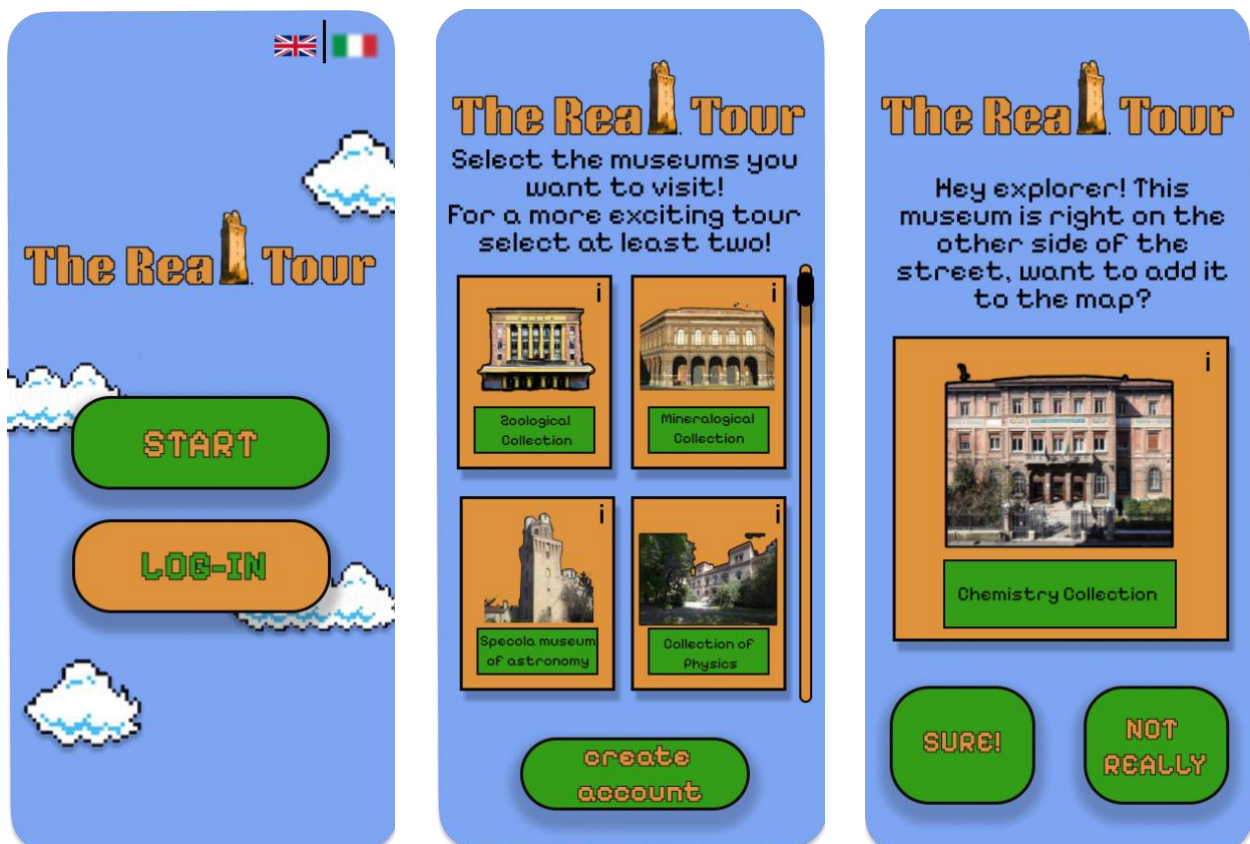 The Real Tour
START
LOG-IN
The Real Tour
Select the museums you
want to visit!
For a more exciting tour
select at least two!
i
i
Zoological
Collection
Mineralogical
Collection
i
i
Specola museum
of astronomy
Collection of
Physics
create
account
The Real Tour
Hey explorer! This
museum is right on the
other side of the
street, want to add it
to the map?
i
Chemistry Collection
SURE!
NOT
REALLY